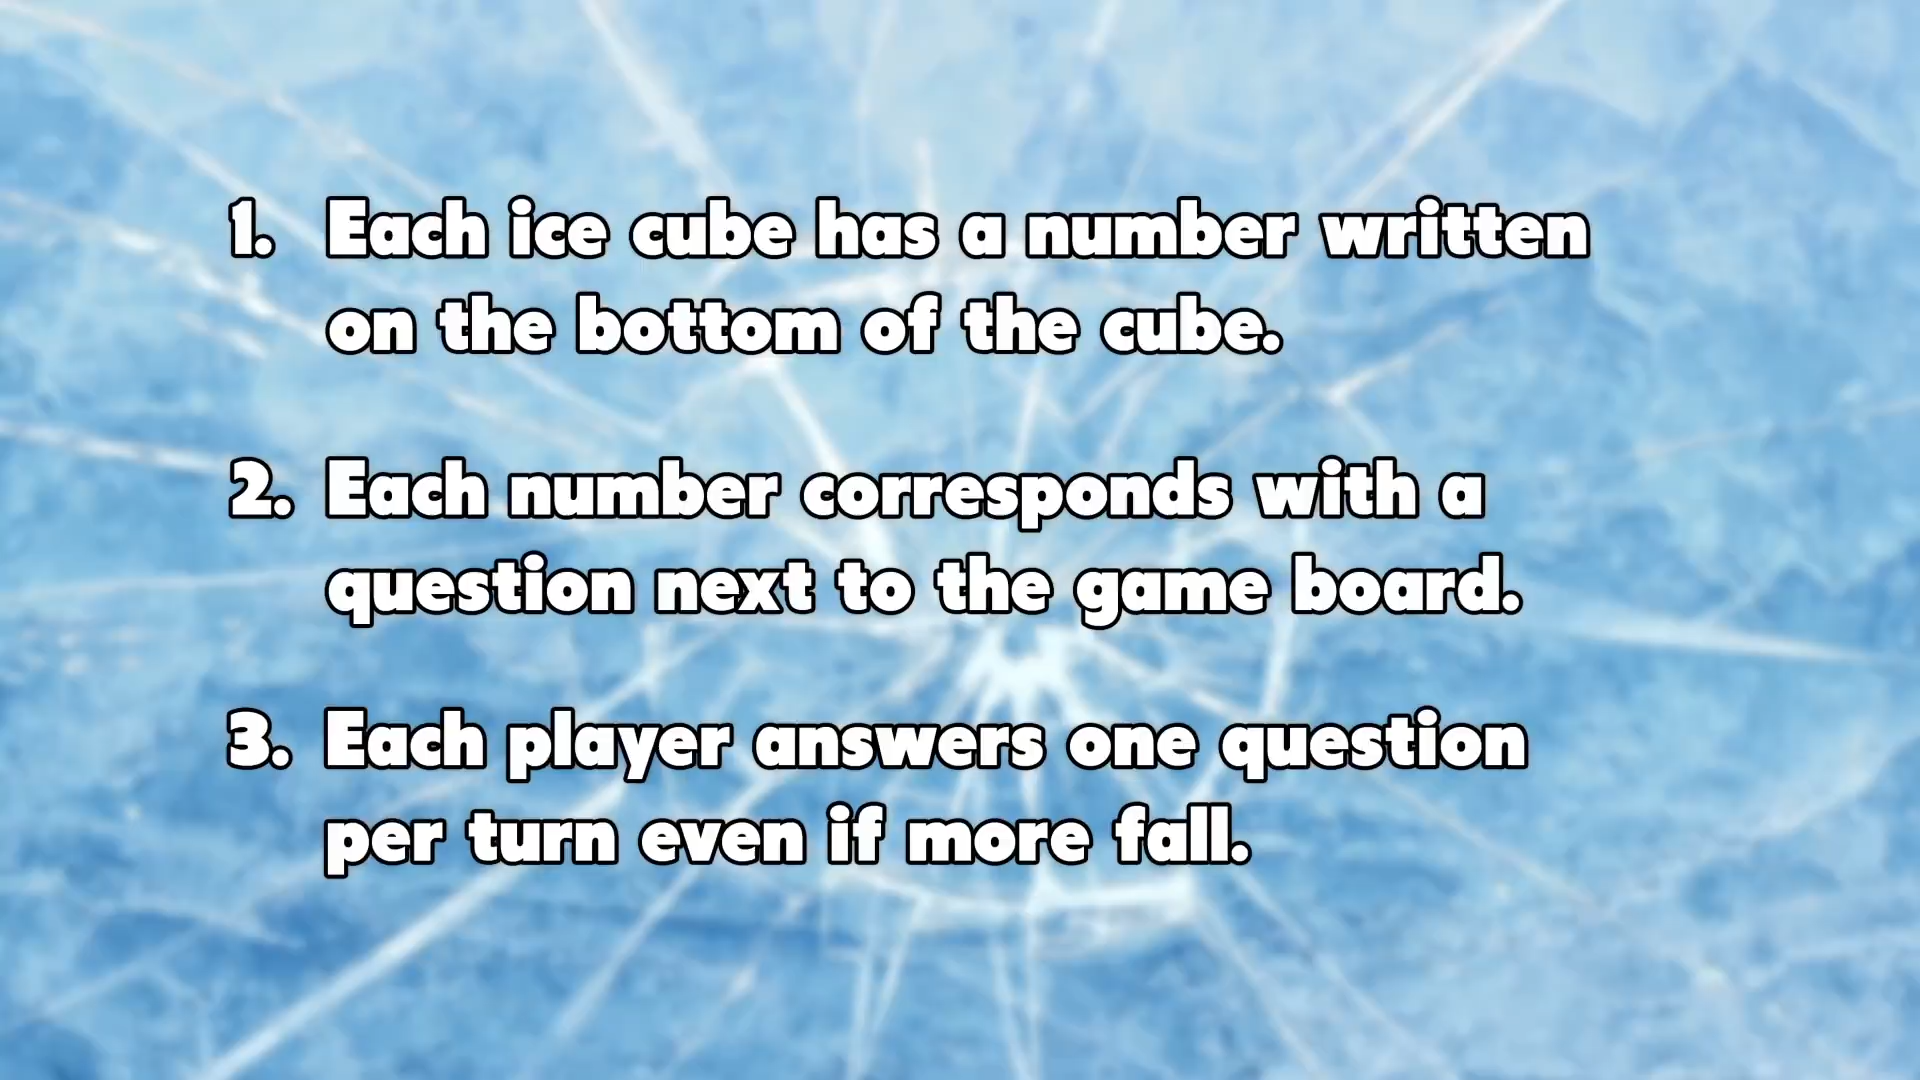 1. Each ice cube has a number written
on the bottom of the cube.
2. Each number corresponds with a
question next to the game board.
3. Each player answers one question
per turn even if more fall.